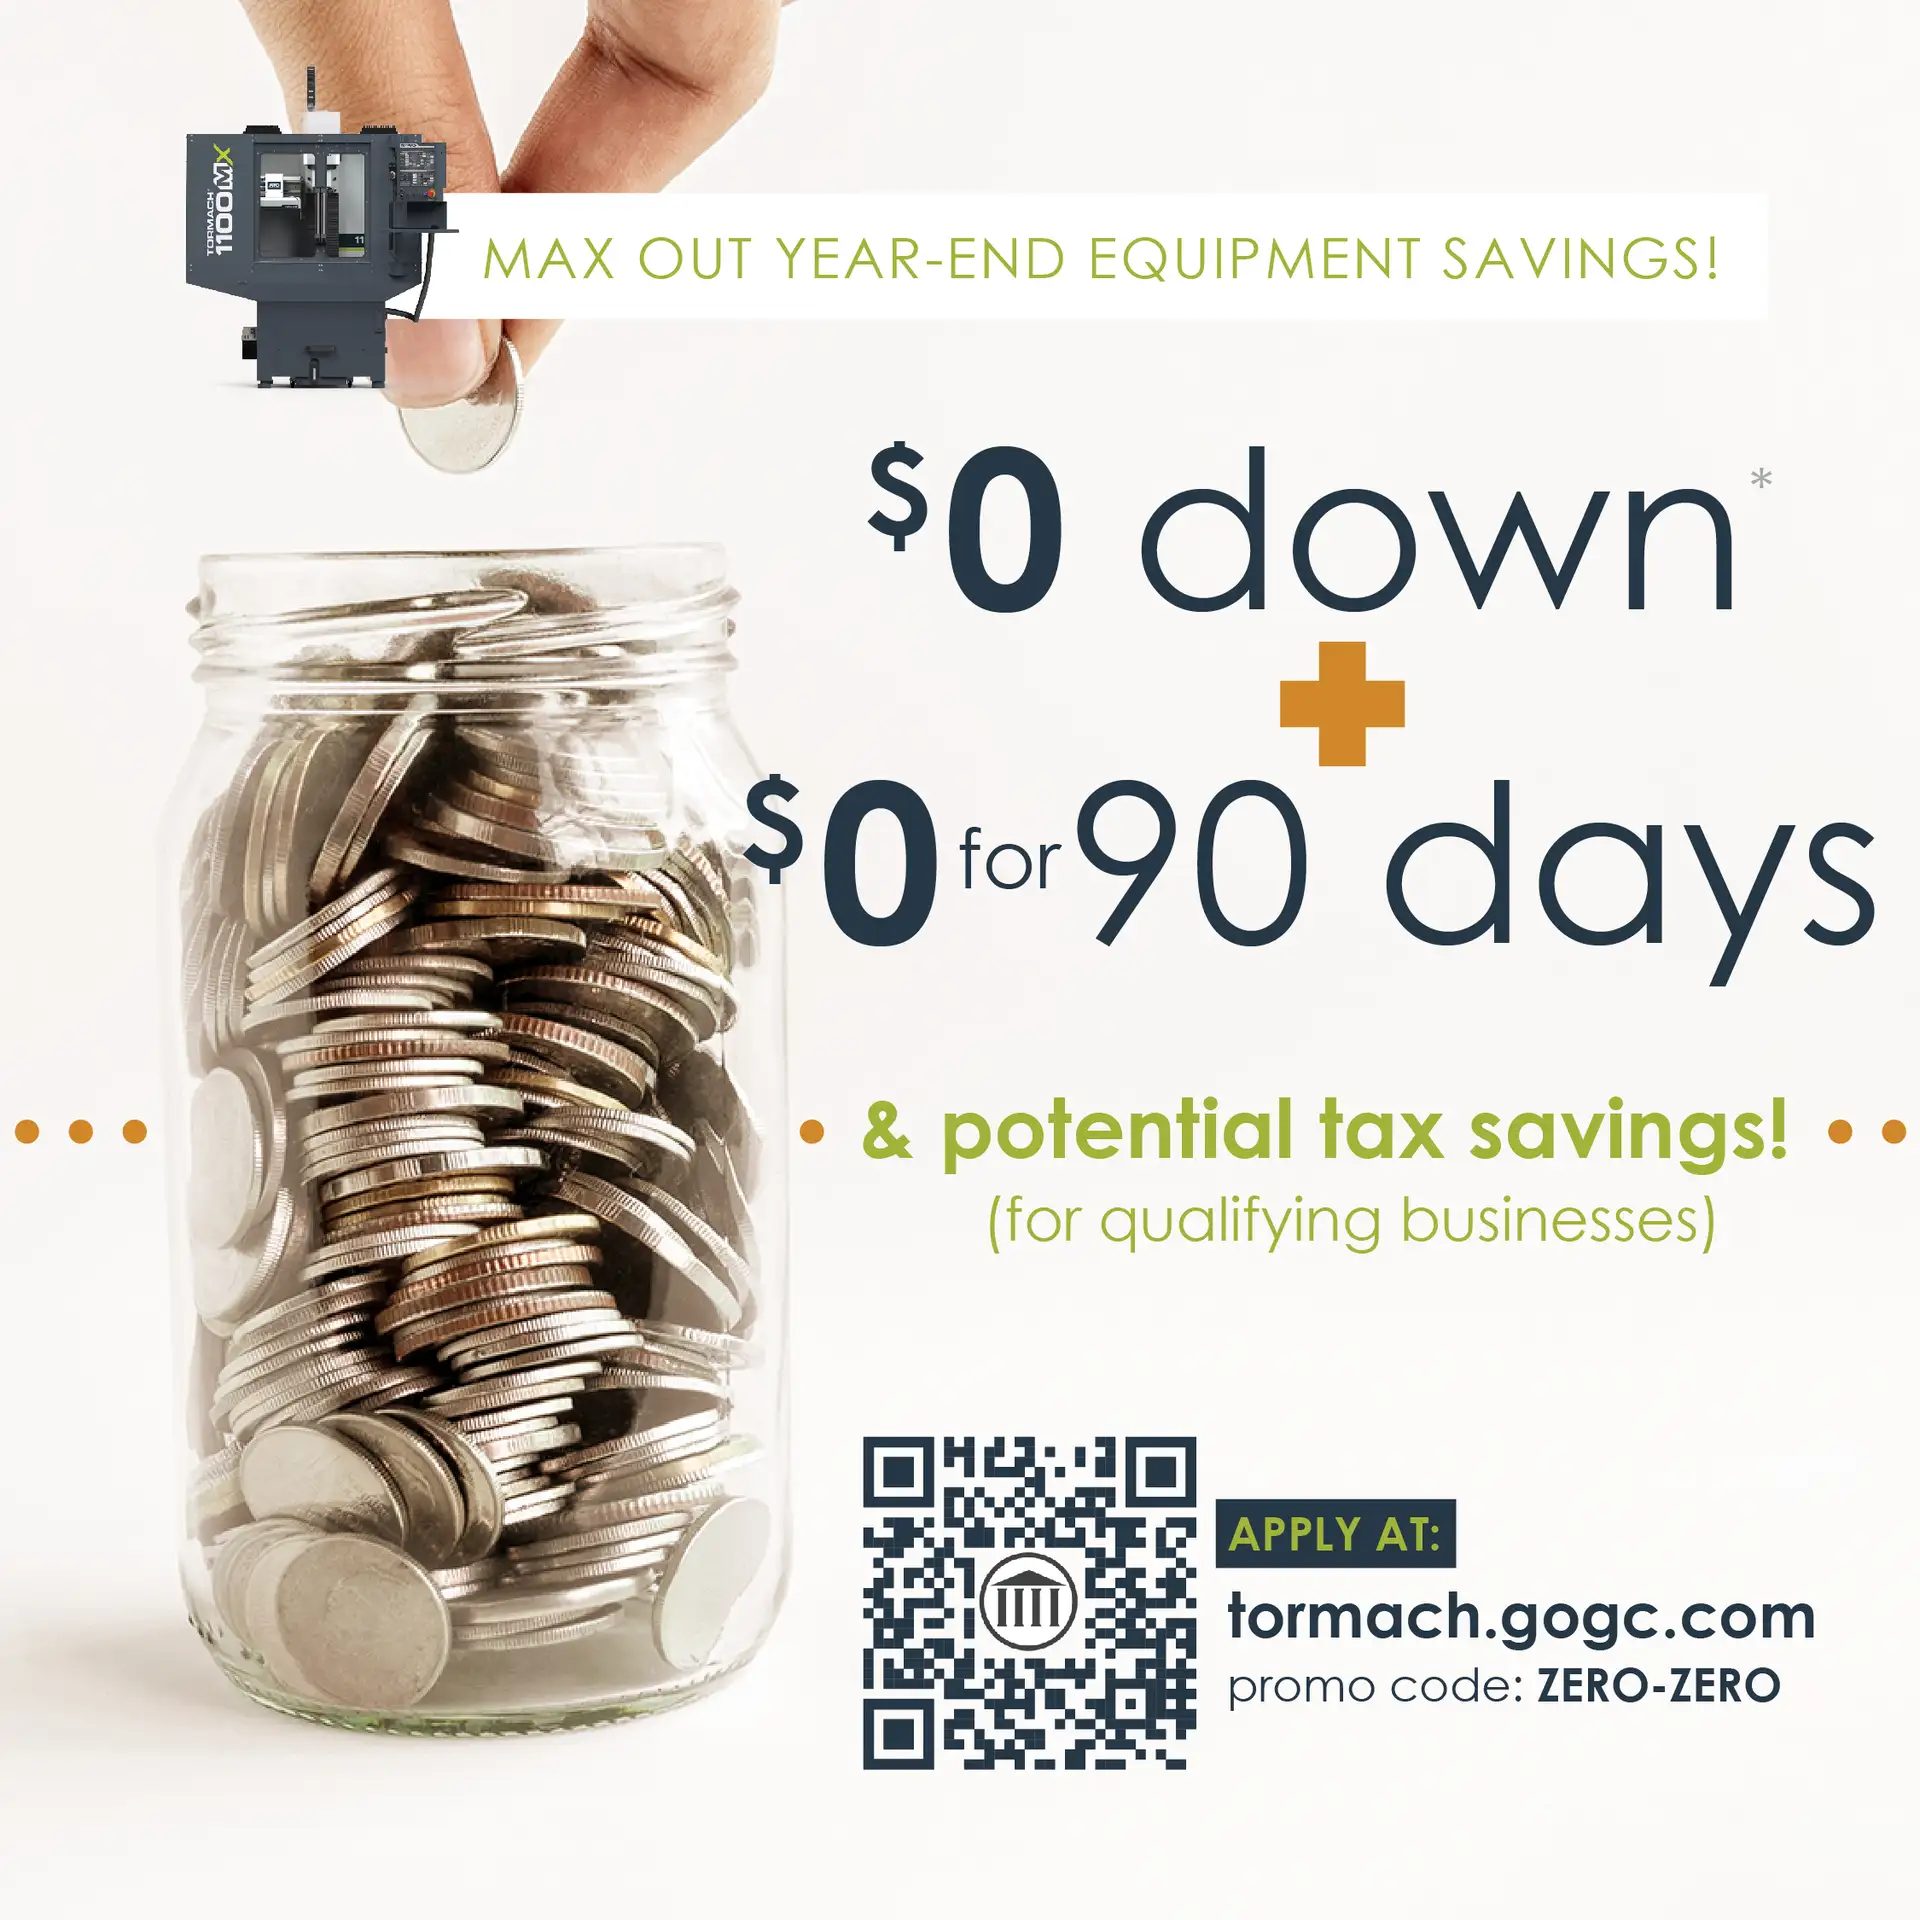 TORMACH
1100MX
11
MAX OUT YEAR-END EQUIPMENT SAVINGS!
$0 down*
$0 for 90 days
& potential tax savings!
(for qualifying businesses)
APPLY AT:
tormach.gogc.com
promo code: ZERO-ZERO